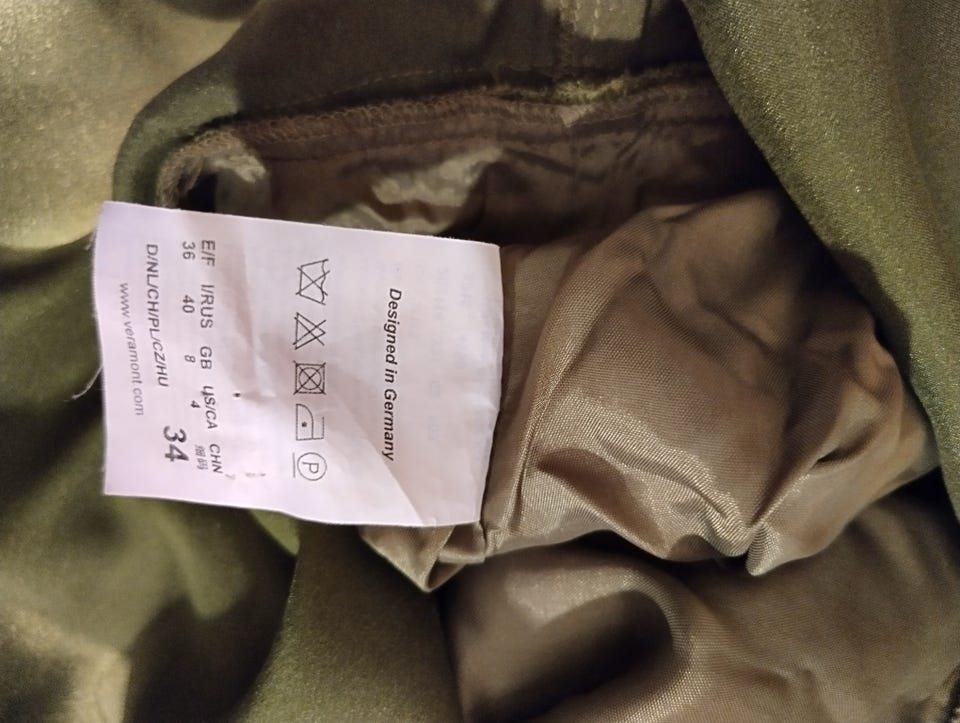 Designed in Germany
P
E/F I/RUS GB US/CA CHN
36 40 8 4
D/NL/CH/PL/CZ/HU 34
www.veramont.com